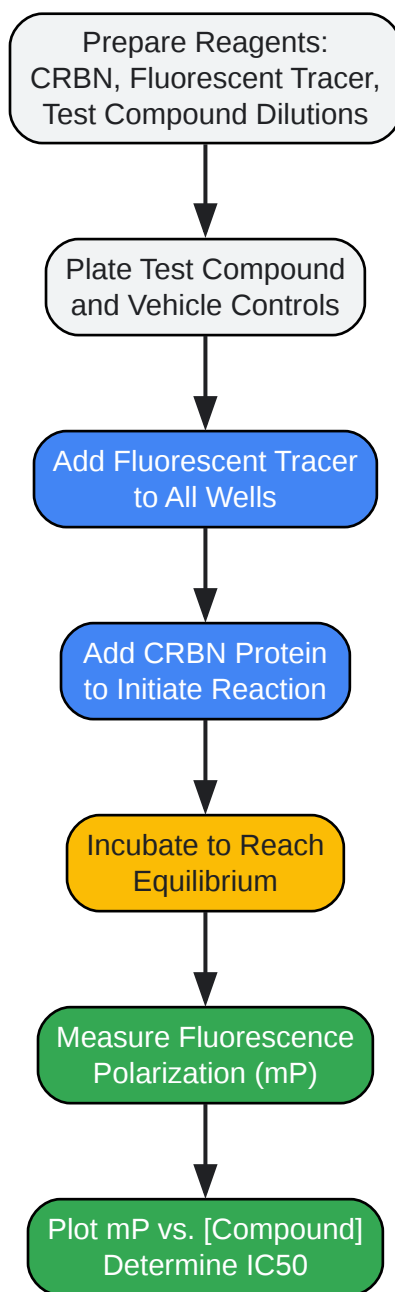 Prepare Reagents:
CRBN, Fluorescent Tracer,
Test Compound Dilutions
Plate Test Compound
and Vehicle Controls
Add Fluorescent Tracer
to All Wells
Add CRBN Protein
to Initiate Reaction
Incubate to Reach
Equilibrium
Measure Fluorescence
Polarization (mP)
Plot mP vs. [Compound]
Determine IC50